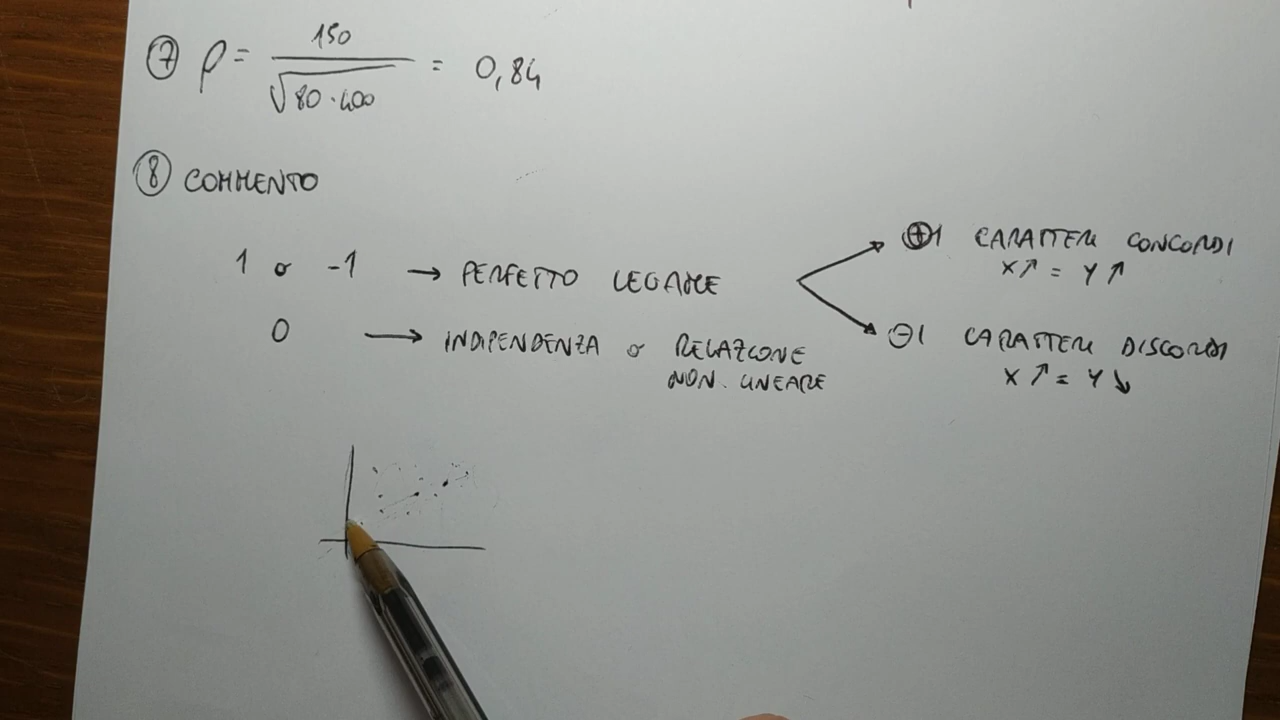 ⑦ ρ = 150 / √80·400 = 0,84
⑧ COMMENTO
1 o -1 → PERFETTO LEGAME
⊕1 CARATTERI CONCORDI
X↗ = Y↗
0 → INDIPENDENZA o RELAZIONE
NON LINEARE
⊖1 CARATTERI DISCORDI
X↗ = Y↘